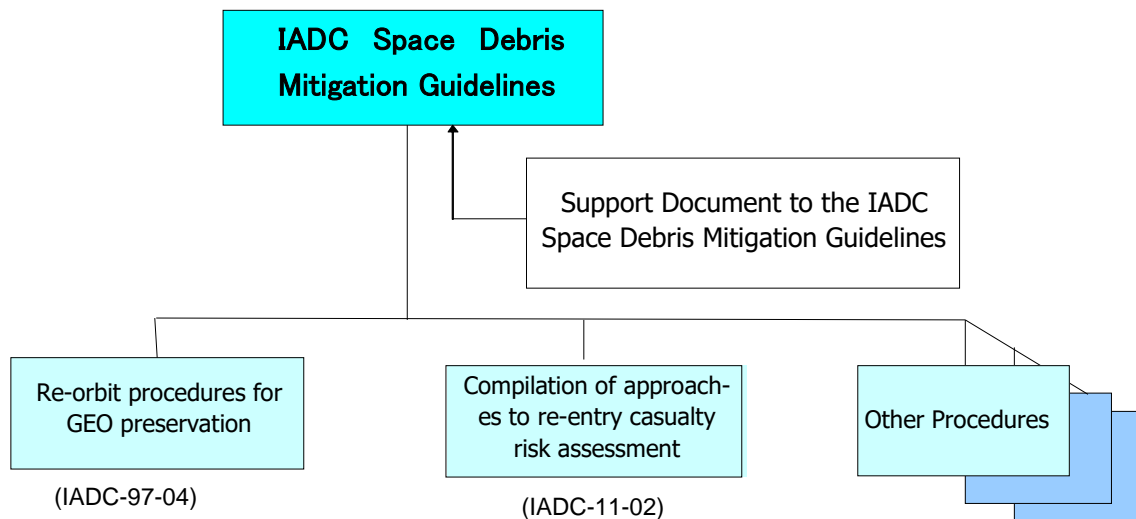 IADC Space Debris
Mitigation Guidelines
Support Document to the IADC
Space Debris Mitigation Guidelines
Re-orbit procedures for
GEO preservation
(IADC-97-04)
Compilation of approach-
es to re-entry casualty
risk assessment
(IADC-11-02)
Other Procedures